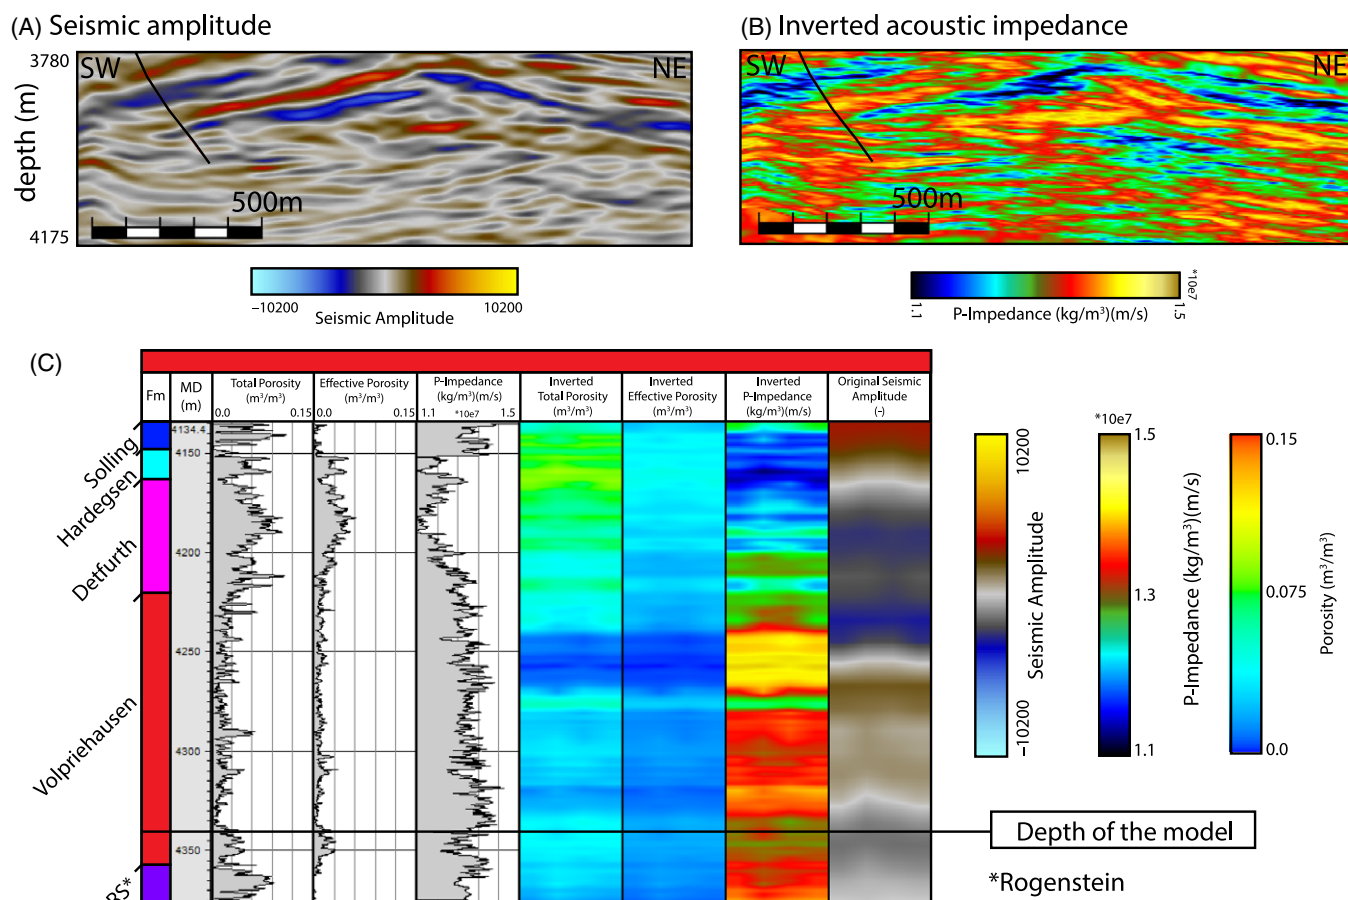 (A) Seismic amplitude
(B) Inverted acoustic impedance
3780
SW
NE
SW
NE
depth (m)
500m
500m
4175
-10200
10200
Seismic Amplitude
1.1
*10e7
1.5
P-Impedance (kg/m³)(m/s)
(C)
Fm
MD
(m)
Total Porosity
(m³/m³)
0.0 0.15
Effective Porosity
(m³/m³)
0.0 0.15
P-Impedance
(kg/m³)(m/s)
1.1 *10e7 1.5
Inverted
Total Porosity
(m³/m³)
Inverted
Effective Porosity
(m³/m³)
Inverted
P-Impedance
(kg/m³)(m/s)
Original Seismic
Amplitude
(-)
4134.4
4150
4200
4250
4300
4350
Solling
Hardegsen
Detfurth
Volpriehausen
RS*
10200
Seismic Amplitude
-10200
*10e7
1.5
1.3
1.1
P-Impedance (kg/m³)(m/s)
0.15
0.075
0.0
Porosity (m³/m³)
Depth of the model
*Rogenstein